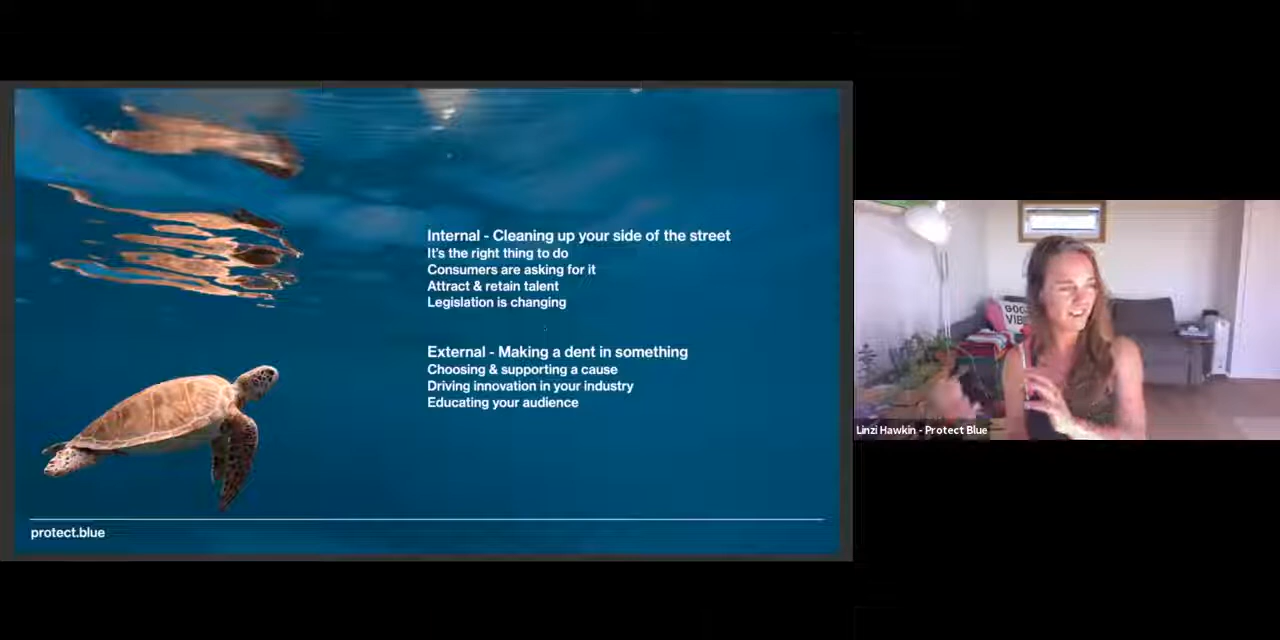 Internal - Cleaning up your side of the street
It's the right thing to do
Consumers are asking for it
Attract & retain talent
Legislation is changing
External - Making a dent in something
Choosing & supporting a cause
Driving innovation in your industry
Educating your audience
protect.blue
Linzi Hawkin - Protect Blue